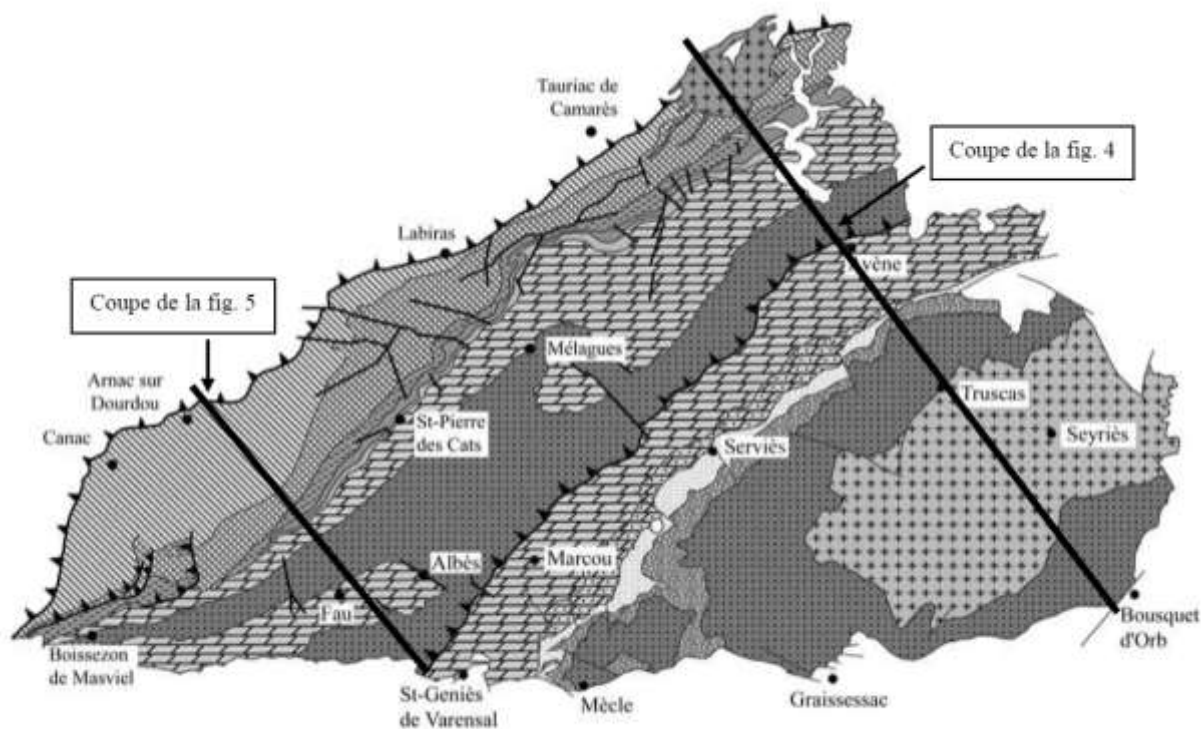 Tauriac de
Camarès
Coupe de la fig. 4
Labiras
Avène
Coupe de la fig. 5
Mélagues
Arnac sur
Dourdou
Truscas
St-Pierre
des Cats
Seyriès
Canac
Serviès
Albès
Marcou
Fau
Bousquet
d'Orb
Boissezon
de Masviel
St-Geniès
de Varensal
Mècle
Graissessac